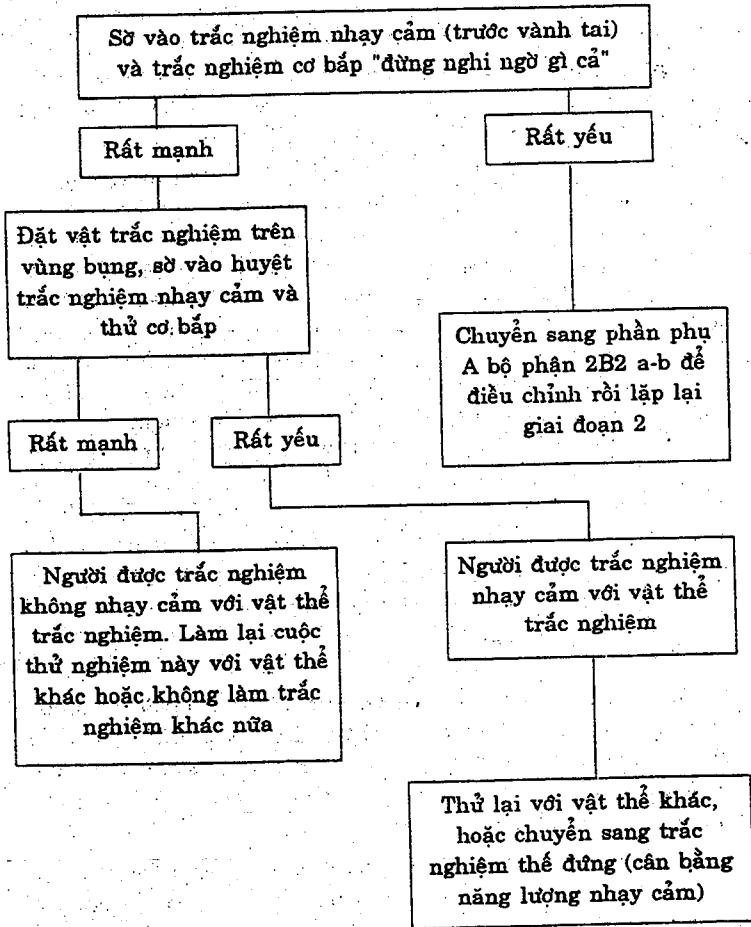 Sờ vào trắc nghiệm nhạy cảm (trước vành tai)
và trắc nghiệm cơ bắp "đừng nghi ngờ gì cả"
Rất mạnh
Rất yếu
Đặt vật trắc nghiệm trên
vùng bụng, sờ vào huyệt
trắc nghiệm nhạy cảm và
thử cơ bắp
Chuyển sang phần phụ
A bộ phận 2B2 a-b để
điều chỉnh rồi lặp lại
giai đoạn 2
Rất mạnh
Rất yếu
Người được trắc nghiệm
không nhạy cảm với vật thể
trắc nghiệm. Làm lại cuộc
thử nghiệm này với vật thể
khác hoặc không làm trắc
nghiệm khác nữa
Người được trắc nghiệm
nhạy cảm với vật thể
trắc nghiệm
Thử lại với vật thể khác,
hoặc chuyển sang trắc
nghiệm thế đứng (cân bằng
năng lượng nhạy cảm)